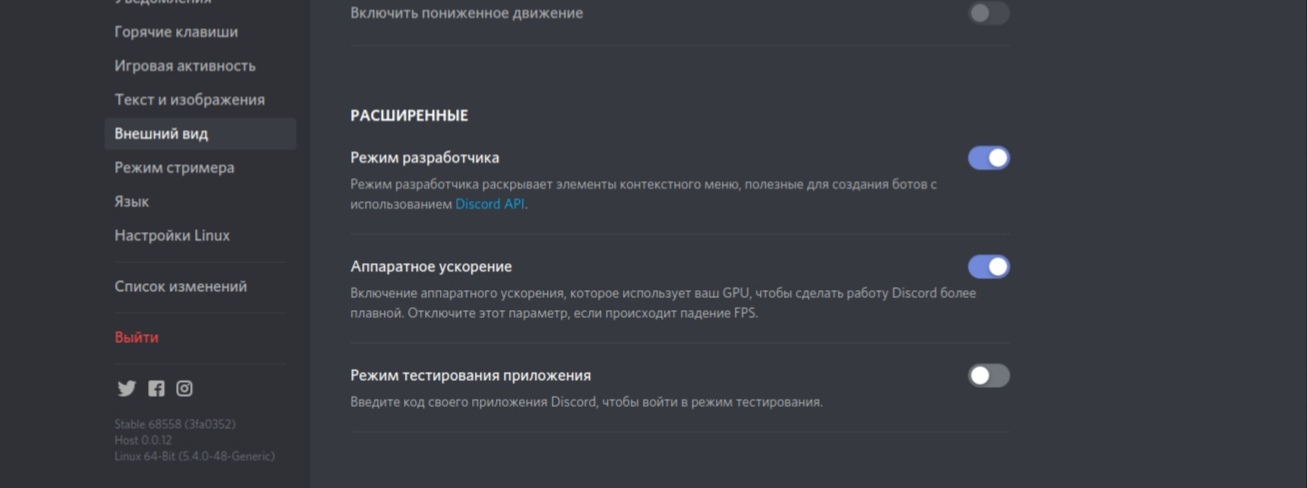 Уведомления
Горячие клавиши
Игровая активность
Текст и изображения
Внешний вид
Режим стримера
Язык
Настройки Linux
Список изменений
Выйти
Stable 68558 (3fa0352)
Host 0.0.12
Linux 64-Bit (5.4.0-48-Generic)
Включить пониженное движение
РАСШИРЕННЫЕ
Режим разработчика
Режим разработчика раскрывает элементы контекстного меню, полезные для создания ботов с
использованием Discord API.
Аппаратное ускорение
Включение аппаратного ускорения, которое использует ваш GPU, чтобы сделать работу Discord более
плавной. Отключите этот параметр, если происходит падение FPS.
Режим тестирования приложения
Введите код своего приложения Discord, чтобы войти в режим тестирования.